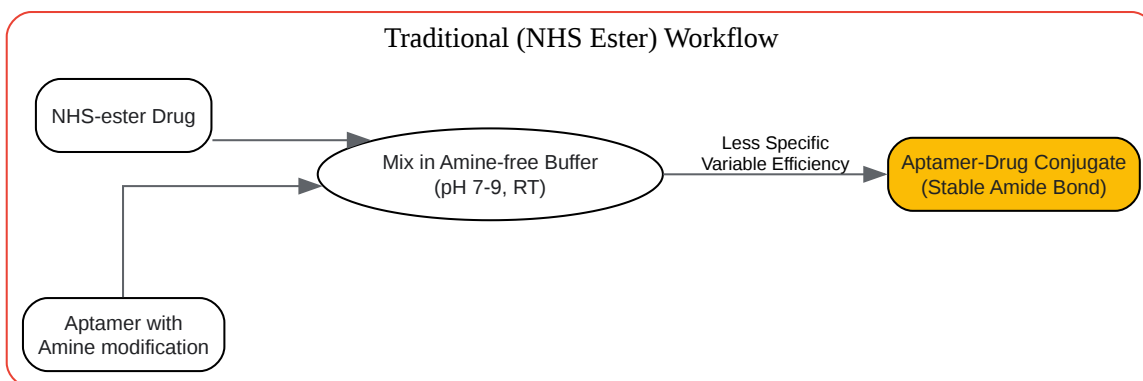 Traditional (NHS Ester) Workflow
NHS-ester Drug
Mix in Amine-free Buffer
(pH 7-9, RT)
Less Specific
Variable Efficiency
Aptamer-Drug Conjugate
(Stable Amide Bond)
Aptamer with
Amine modification